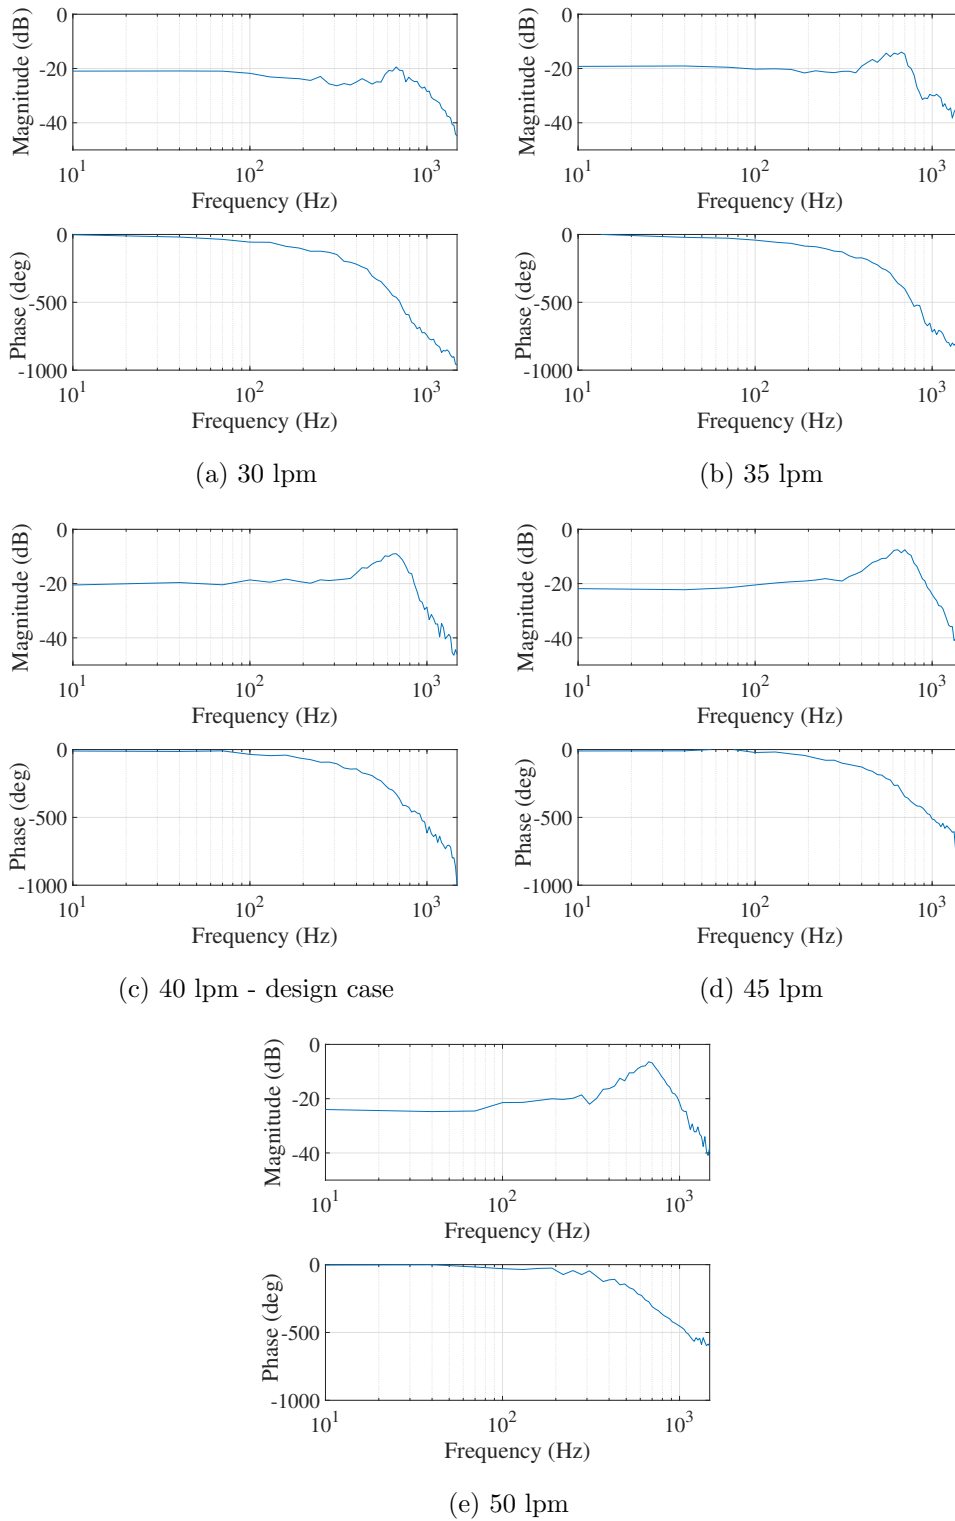 0
-20
-40
Magnitude (dB)
10^1 10^2 10^3
Frequency (Hz)
0
-500
-1000
Phase (deg)
10^1 10^2 10^3
Frequency (Hz)
(a) 30 lpm
0
-20
-40
Magnitude (dB)
10^1 10^2 10^3
Frequency (Hz)
0
-500
-1000
Phase (deg)
10^1 10^2 10^3
Frequency (Hz)
(b) 35 lpm
0
-20
-40
Magnitude (dB)
10^1 10^2 10^3
Frequency (Hz)
0
-500
-1000
Phase (deg)
10^1 10^2 10^3
Frequency (Hz)
(c) 40 lpm - design case
0
-20
-40
Magnitude (dB)
10^1 10^2 10^3
Frequency (Hz)
0
-500
-1000
Phase (deg)
10^1 10^2 10^3
Frequency (Hz)
(d) 45 lpm
0
-20
-40
Magnitude (dB)
10^1 10^2 10^3
Frequency (Hz)
0
-500
-1000
Phase (deg)
10^1 10^2 10^3
Frequency (Hz)
(e) 50 lpm